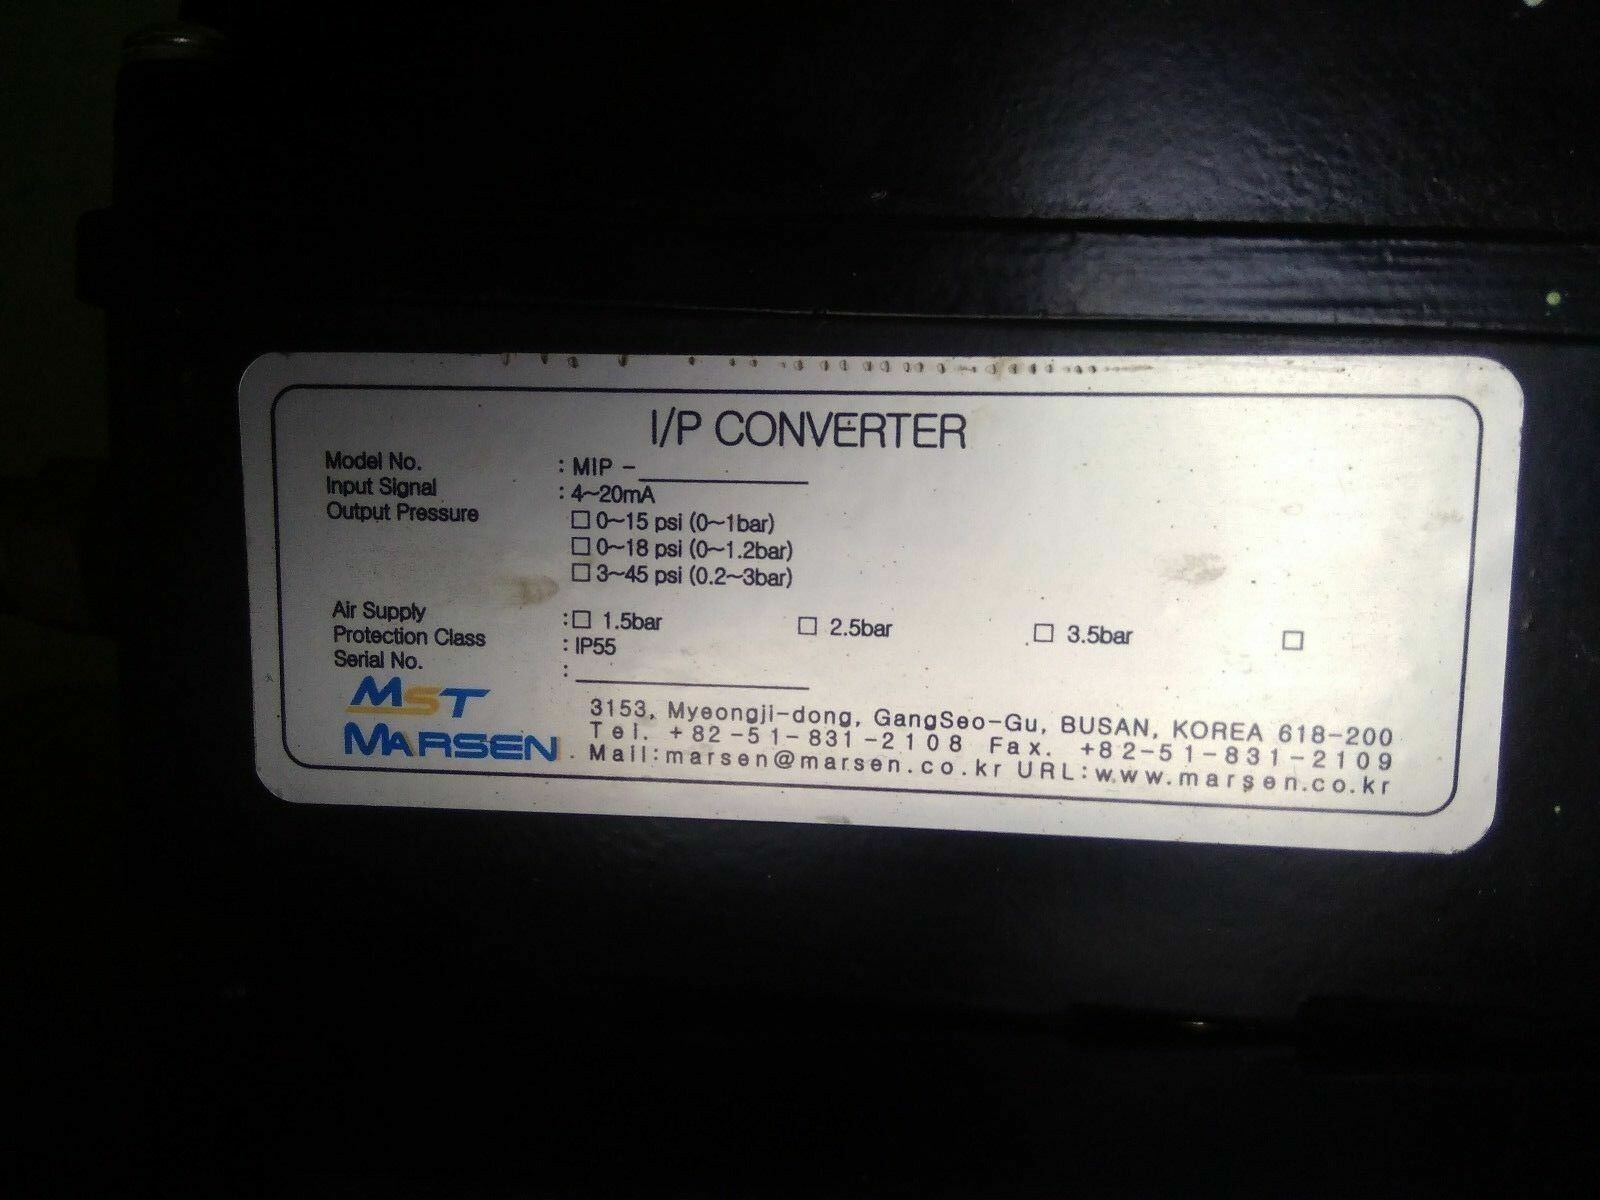 I/P CONVERTER
Model No. : MIP -
Input Signal : 4~20mA
Output Pressure □ 0~15 psi (0~1bar)
□ 0~18 psi (0~1.2bar)
□ 3~45 psi (0.2~3bar)
Air Supply : □ 1.5bar □ 2.5bar □ 3.5bar □
Protection Class : IP55
Serial No. :
MST
MARSEN
3153, Myeongji-dong, GangSeo-Gu, BUSAN, KOREA 618-200
Tel. +82-51-831-2108 Fax. +82-51-831-2109
Mail:marsen@marsen.co.kr URL:www.marsen.co.kr